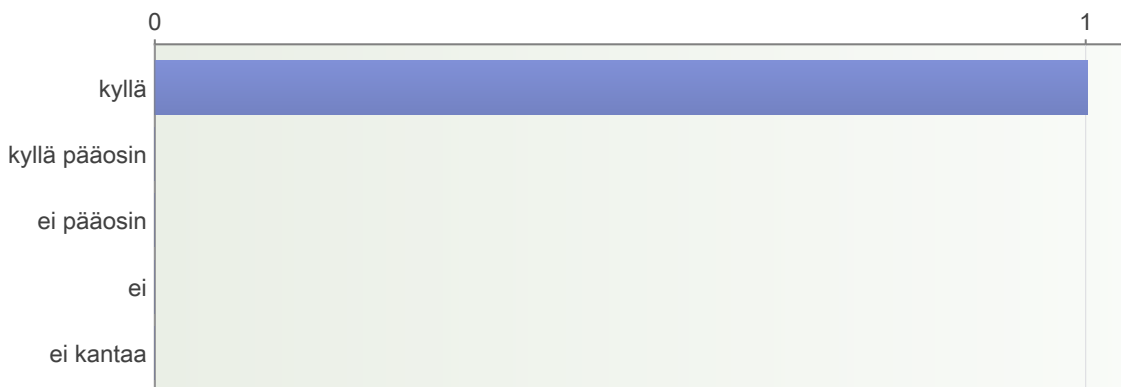 0 1
kyllä
kyllä pääosin
ei pääosin
ei
ei kantaa